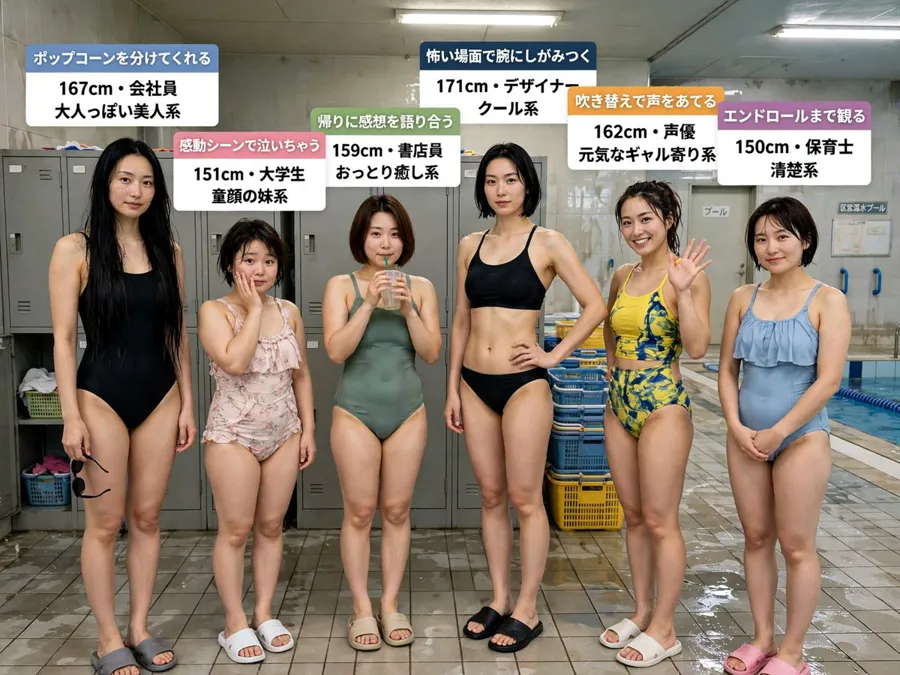 ポップコーンを分けてくれる
167cm・会社員
大人っぽい美人系
感動シーンで泣いちゃう
151cm・大学生
童顔の妹系
帰りに感想を語り合う
159cm・書店員
おっとり癒し系
怖い場面で腕にしがみつく
171cm・デザイナー
クール系
吹き替えで声をあてる
162cm・声優
元気なギャル寄り系
エンドロールまで観る
150cm・保育士
清楚系
プール
区営温水プール